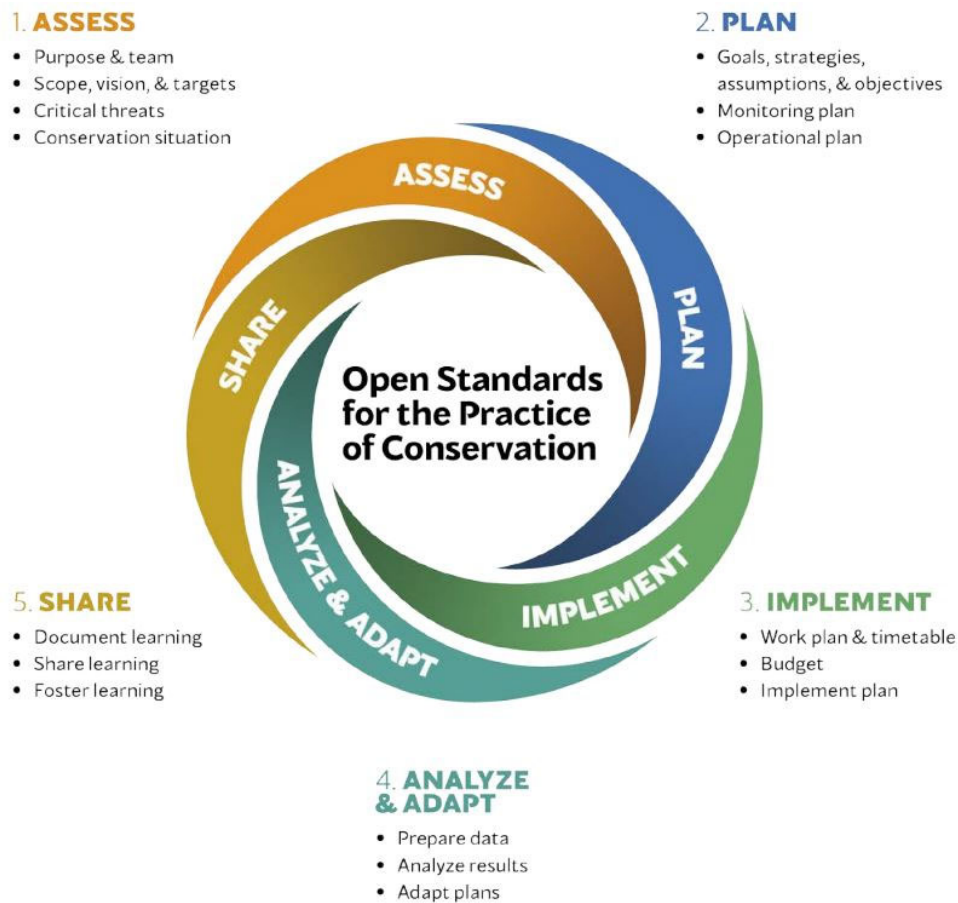 1. ASSESS
• Purpose & team
• Scope, vision, & targets
• Critical threats
• Conservation situation
2. PLAN
• Goals, strategies,
assumptions, & objectives
• Monitoring plan
• Operational plan
ASSESS
PLAN
SHARE
Open Standards
for the Practice
of Conservation
ANALYZE & ADAPT
IMPLEMENT
5. SHARE
• Document learning
• Share learning
• Foster learning
3. IMPLEMENT
• Work plan & timetable
• Budget
• Implement plan
4. ANALYZE
& ADAPT
• Prepare data
• Analyze results
• Adapt plans